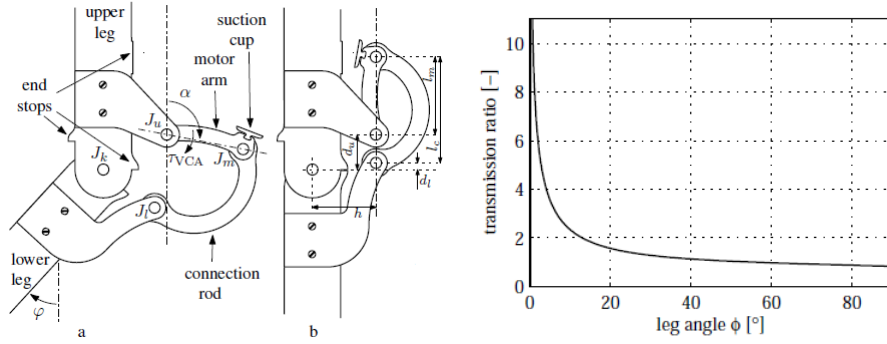 upper
leg
suction
cup
motor
arm
end
stops
α
J_u
J_k
τ_VCA
J_m
J_l
lower
leg
connection
rod
φ
a
l_m
d_u
l_c
d_l
h
b
transmission ratio [–]
10
8
6
4
2
0
0
20
40
60
80
leg angle ϕ [°]